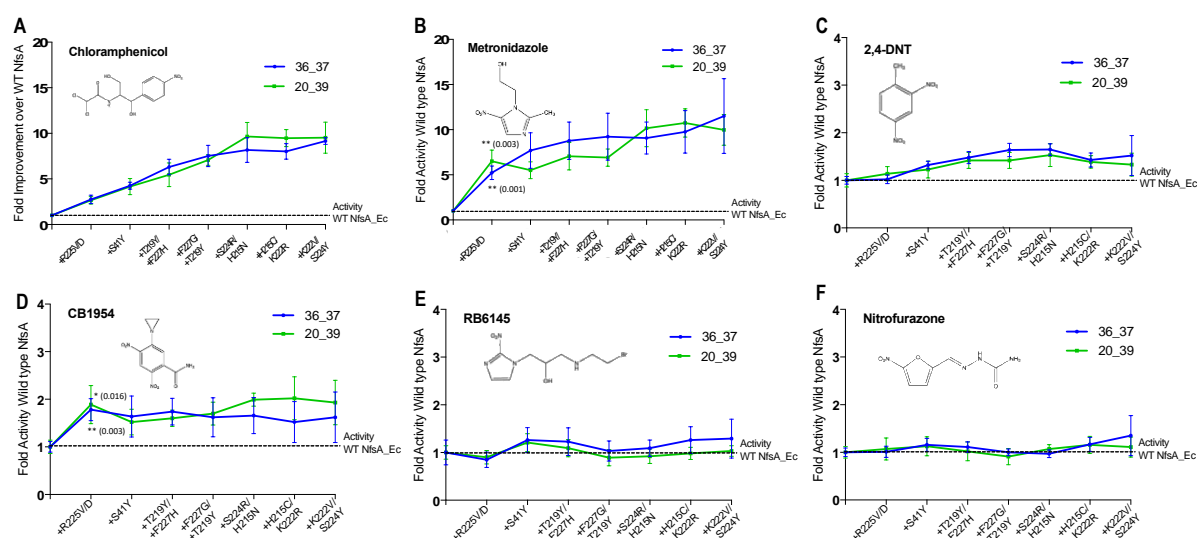 A
Fold Improvement over WT NfsA
20
15
10
5
0
Chloramphenicol
36_37
20_39
Activity
WT NfsA_Ec
+R225V/D
+S41Y
+T219Y/
+F227H
+F227G/
+T219Y
+S224R/
H215N
+H215C/
K222R
+K222V/
S224Y
B
Fold Activity Wild type NfsA
20
15
10
5
0
Metronidazole
36_37
20_39
** (0.003)
** (0.001)
Activity
WT NfsA_Ec
+R225V/D
+S41Y
+T219Y/
+F227H
+F227G/
+T219Y
+S224R/
H215N
+H215C/
K222R
+K222V/
S224Y
C
Fold Activity Wild type NfsA
4
3
2
1
0
2,4-DNT
CH₃
NO₂
NO₂
36_37
20_39
Activity
WT NfsA_Ec
+R225V/D
+S41Y
+T219Y/
+F227H
+F227G/
+T219Y
+S224R/
H215N
+H215C/
K222R
+K222V/
S224Y
D
Fold Activity Wild type NfsA
4
3
2
1
0
CB1954
O₂N
NO₂
NH₂
O
36_37
20_39
* (0.016)
** (0.003)
Activity
WT NfsA_Ec
+R225V/D
+S41Y
+T219Y/
+F227H
+F227G/
+T219Y
+S224R/
H215N
+H215C/
K222R
+K222V/
S224Y
E
Fold Activity Wild type NfsA
4
3
2
1
0
RB6145
O₂N
N
N
OH
H
N
Br
36_37
20_39
Activity
WT NfsA_Ec
+R225V/D
+S41Y
+T219Y/
F227H
+F227G/
T219Y
+S224R/
H215N
+H215C/
K222R
+K222V/
S224Y
F
Fold Activity Wild type NfsA
4
3
2
1
0
Nitrofurazone
O₂N
O
N
H
N
NH₂
O
36_37
20_39
Activity
WT NfsA_Ec
+R225V/D
+S41Y
+T219Y/
F227H
+F227G/
T219Y
+S224R/
H215N
+H215C/
K222R
+K222V/
S224Y